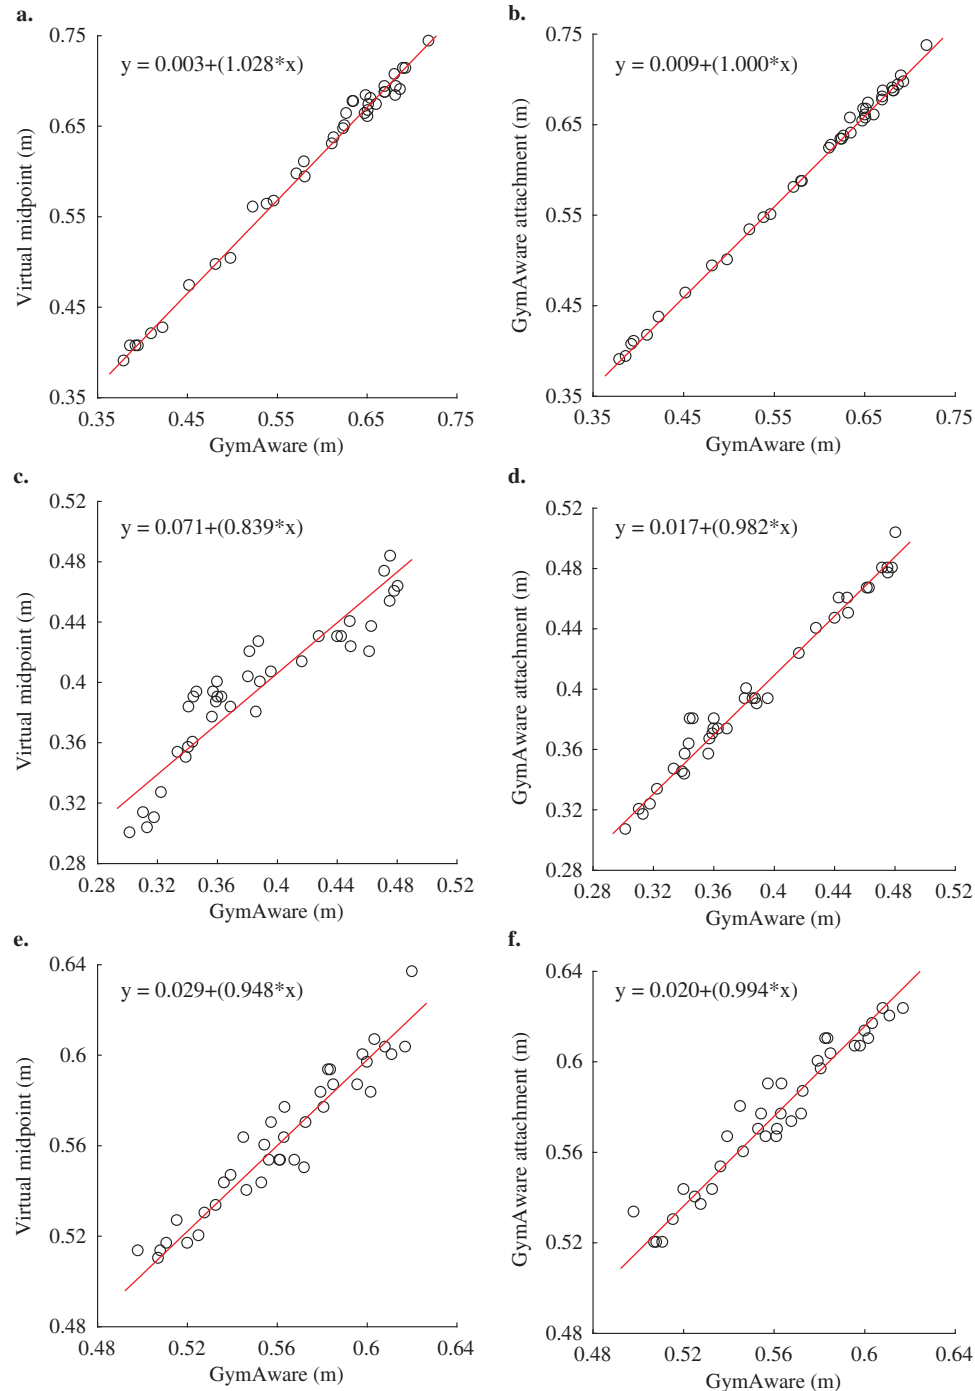 a.
y = 0.003+(1.028*x)
Virtual midpoint (m)
0.75
0.65
0.55
0.45
0.35
0.35 0.45 0.55 0.65 0.75
GymAware (m)
b.
y = 0.009+(1.000*x)
GymAware attachment (m)
0.75
0.65
0.55
0.45
0.35
0.35 0.45 0.55 0.65 0.75
GymAware (m)
c.
y = 0.071+(0.839*x)
Virtual midpoint (m)
0.52
0.48
0.44
0.4
0.36
0.32
0.28
0.28 0.32 0.36 0.4 0.44 0.48 0.52
GymAware (m)
d.
y = 0.017+(0.982*x)
GymAware attachment (m)
0.52
0.48
0.44
0.4
0.36
0.32
0.28
0.28 0.32 0.36 0.4 0.44 0.48 0.52
GymAware (m)
e.
y = 0.029+(0.948*x)
Virtual midpoint (m)
0.64
0.6
0.56
0.52
0.48
0.48 0.52 0.56 0.6 0.64
GymAware (m)
f.
y = 0.020+(0.994*x)
GymAware attachment (m)
0.64
0.6
0.56
0.52
0.48
0.48 0.52 0.56 0.6 0.64
GymAware (m)